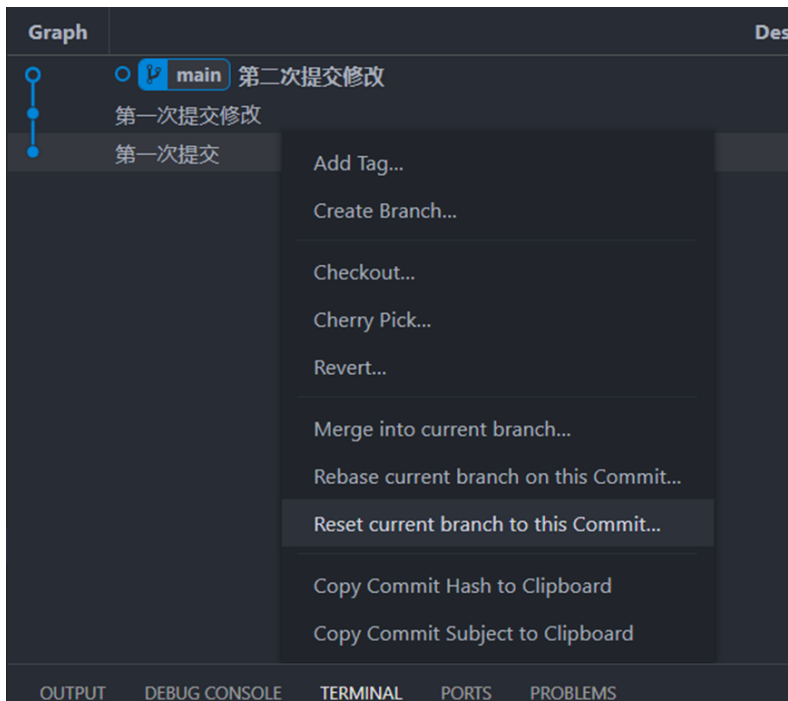 Graph
Des
main 第二次提交修改
第一次提交修改
第一次提交
Add Tag...
Create Branch...
Checkout...
Cherry Pick...
Revert...
Merge into current branch...
Rebase current branch on this Commit...
Reset current branch to this Commit...
Copy Commit Hash to Clipboard
Copy Commit Subject to Clipboard
OUTPUT DEBUG CONSOLE TERMINAL PORTS PROBLEMS